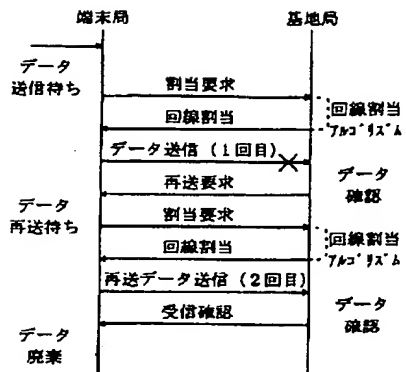 端末局 基地局
データ
送信待ち
割当要求
回線割当
回線割当
アルゴリズム
データ送信(1回目)
再送要求
データ
確認
データ
再送待ち
割当要求
回線割当
回線割当
アルゴリズム
再送データ送信(2回目)
受信確認
データ
確認
データ
廃棄